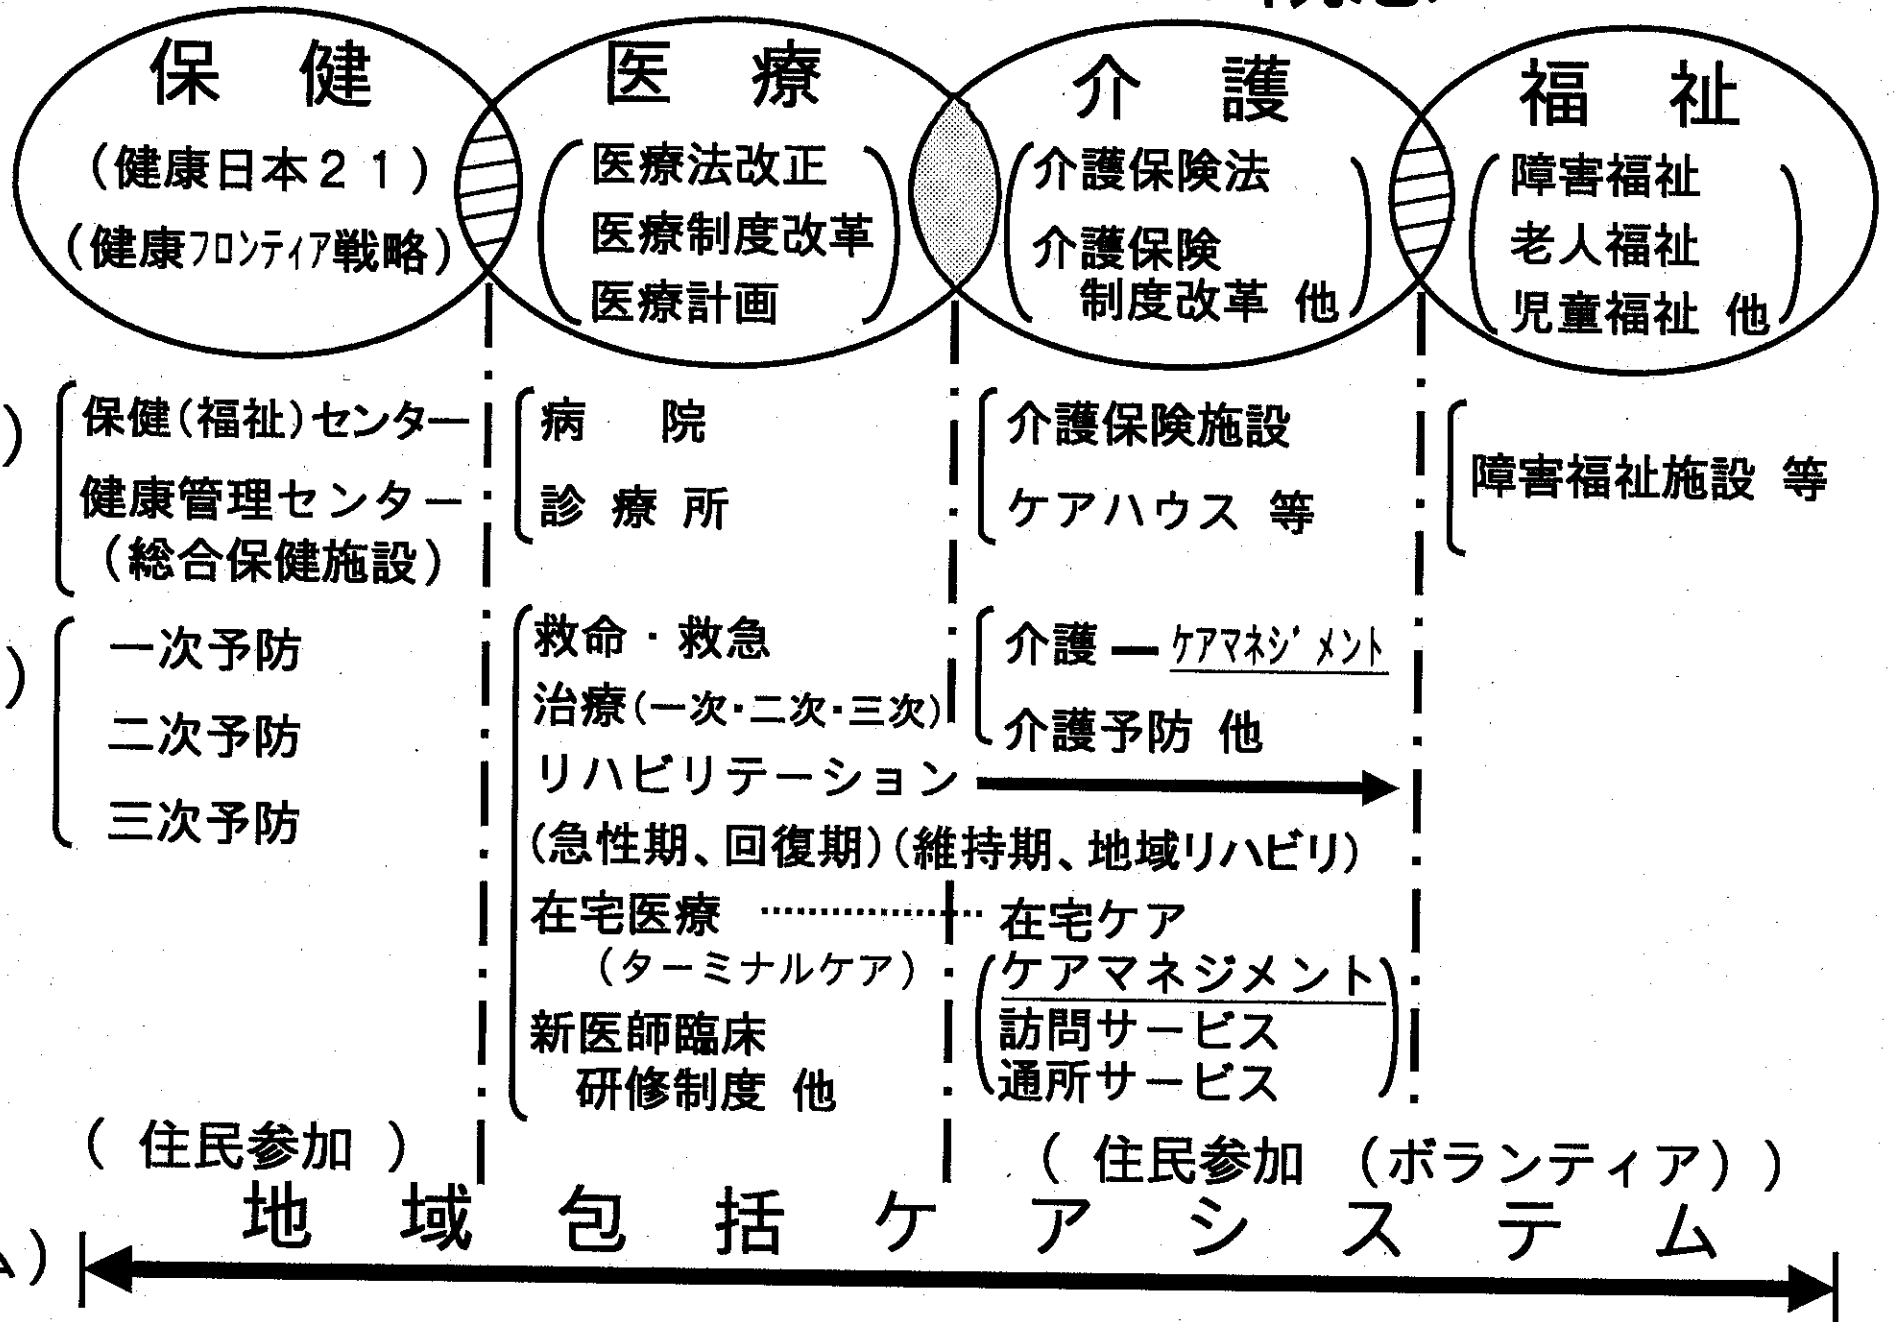 保健
(健康日本21)
(健康フロンティア戦略)
医療
医療法改正
医療制度改革
医療計画
介護
介護保険法
介護保険
制度改革 他
福祉
障害福祉
老人福祉
児童福祉 他
保健(福祉)センター
健康管理センター
(総合保健施設)
病院
診療所
介護保険施設
ケアハウス 等
障害福祉施設 等
一次予防
二次予防
三次予防
救命・救急
治療(一次・二次・三次)
リハビリテーション
(急性期、回復期)(維持期、地域リハビリ)
在宅医療
(ターミナルケア)
新医師臨床
研修制度 他
介護 ― ケアマネジメント
介護予防 他
在宅ケア
ケアマネジメント
訪問サービス
通所サービス
( 住民参加 )
( 住民参加 (ボランティア) )
地域包括ケアシステム